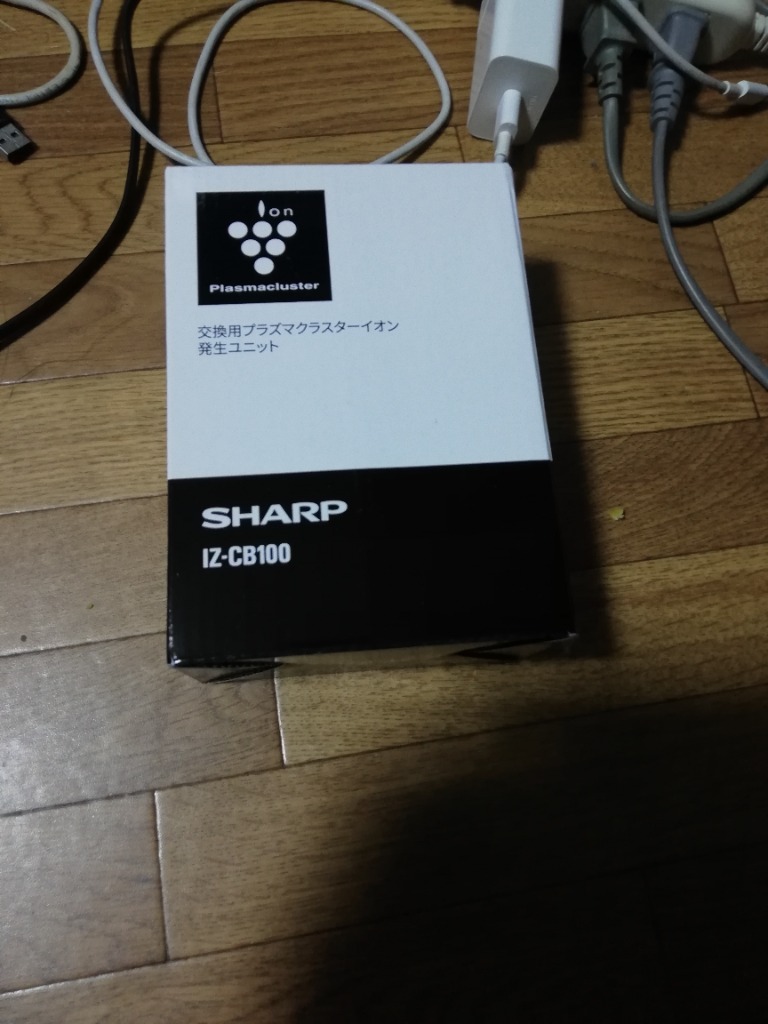 Ion
Plasmacluster
交換用プラズマクラスターイオン
発生ユニット
SHARP
IZ-CB100